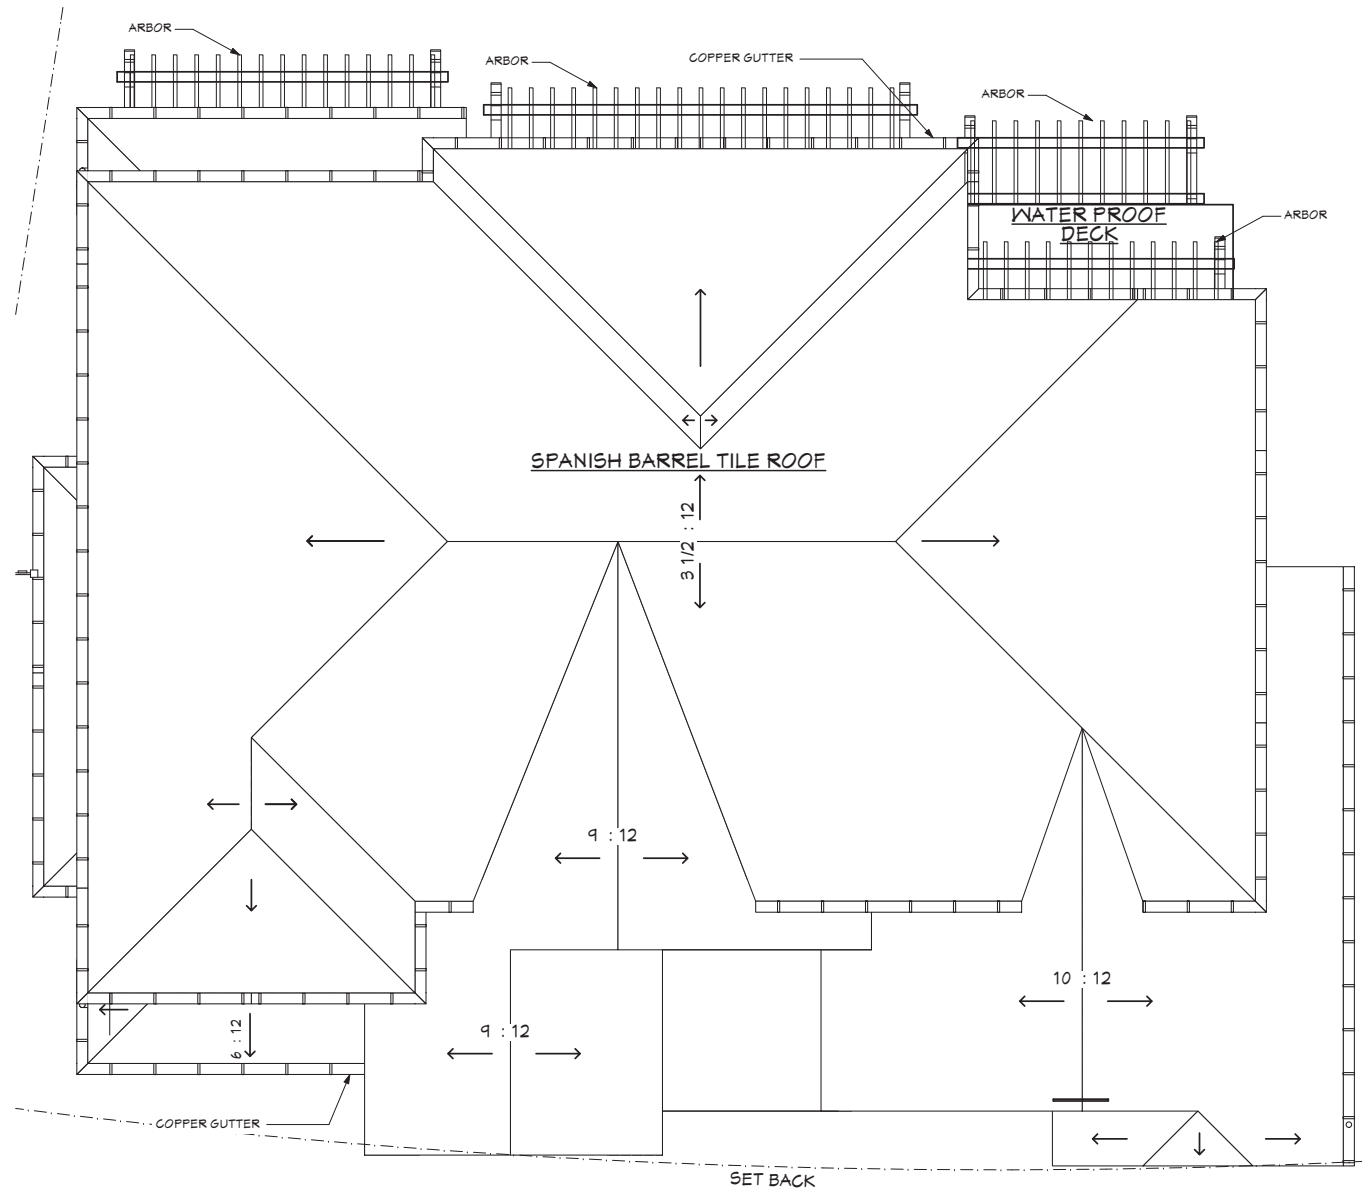 ARBOR
ARBOR
COPPER GUTTER
ARBOR
WATER PROOF
DECK
ARBOR
SPANISH BARREL TILE ROOF
3 1/2 : 12
9 : 12
10 : 12
9 : 12
6 : 12
COPPER GUTTER
SET BACK